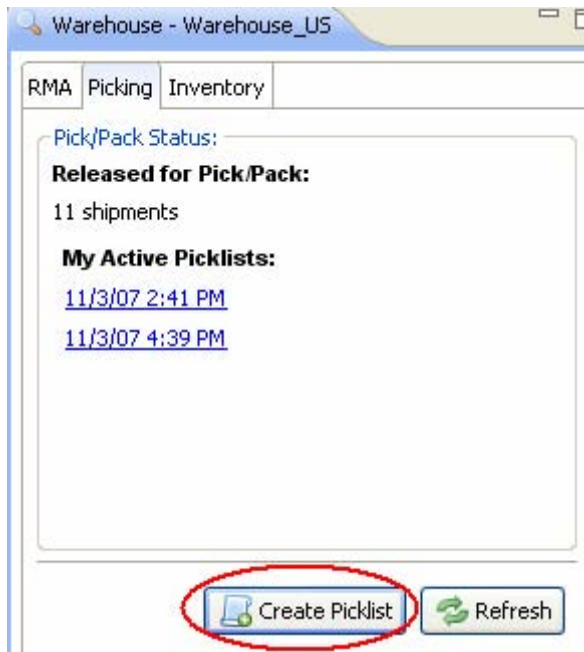 Warehouse - Warehouse_US
RMA Picking Inventory
Pick/Pack Status:
Released for Pick/Pack:
11 shipments
My Active Picklists:
11/3/07 2:41 PM
11/3/07 4:39 PM
Create Picklist Refresh